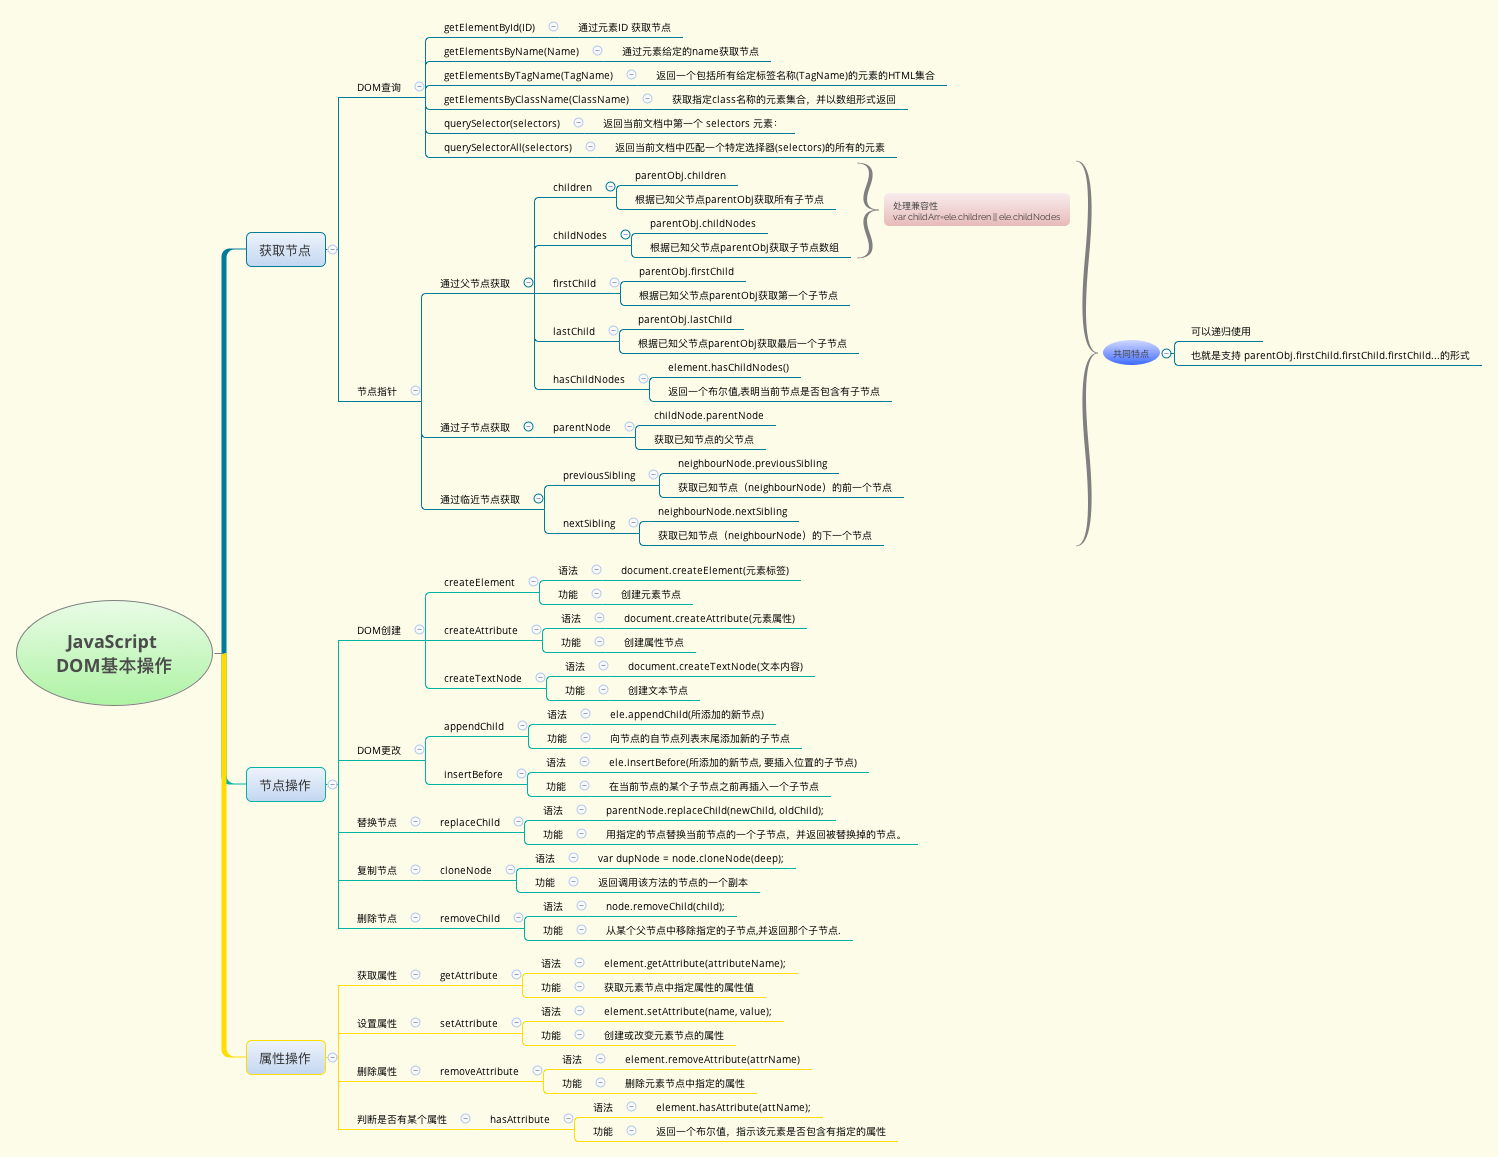 JavaScript
DOM基本操作
获取节点
DOM查询
getElementById(ID)
通过元素ID 获取节点
getElementsByName(Name)
通过元素给定的name获取节点
getElementsByTagName(TagName)
返回一个包括所有给定标签名称(TagName)的元素的HTML集合
getElementsByClassName(ClassName)
获取指定class名称的元素集合，并以数组形式返回
querySelector(selectors)
返回当前文档中第一个 selectors 元素：
querySelectorAll(selectors)
返回当前文档中匹配一个特定选择器(selectors)的所有的元素
节点指针
通过父节点获取
children
parentObj.children
根据已知父节点parentObj获取所有子节点
childNodes
parentObj.childNodes
根据已知父节点parentObj获取子节点数组
处理兼容性
var childArr=ele.children || ele.childNodes
firstChild
parentObj.firstChild
根据已知父节点parentObj获取第一个子节点
lastChild
parentObj.lastChild
根据已知父节点parentObj获取最后一个子节点
hasChildNodes
element.hasChildNodes()
返回一个布尔值,表明当前节点是否包含有子节点
通过子节点获取
parentNode
childNode.parentNode
获取已知节点的父节点
通过临近节点获取
previousSibling
neighbourNode.previousSibling
获取已知节点（neighbourNode）的前一个节点
nextSibling
neighbourNode.nextSibling
获取已知节点（neighbourNode）的下一个节点
共同特点
可以递归使用
也就是支持 parentObj.firstChild.firstChild.firstChild...的形式
节点操作
DOM创建
createElement
语法
document.createElement(元素标签)
功能
创建元素节点
createAttribute
语法
document.createAttribute(元素属性)
功能
创建属性节点
createTextNode
语法
document.createTextNode(文本内容)
功能
创建文本节点
DOM更改
appendChild
语法
ele.appendChild(所添加的新节点)
功能
向节点的自节点列表末尾添加新的子节点
insertBefore
语法
ele.insertBefore(所添加的新节点, 要插入位置的子节点)
功能
在当前节点的某个子节点之前再插入一个子节点
替换节点
replaceChild
语法
parentNode.replaceChild(newChild, oldChild);
功能
用指定的节点替换当前节点的一个子节点，并返回被替换掉的节点。
复制节点
cloneNode
语法
var dupNode = node.cloneNode(deep);
功能
返回调用该方法的节点的一个副本
删除节点
removeChild
语法
node.removeChild(child);
功能
从某个父节点中移除指定的子节点,并返回那个子节点.
属性操作
获取属性
getAttribute
语法
element.getAttribute(attributeName);
功能
获取元素节点中指定属性的属性值
设置属性
setAttribute
语法
element.setAttribute(name, value);
功能
创建或改变元素节点的属性
删除属性
removeAttribute
语法
element.removeAttribute(attrName)
功能
删除元素节点中指定的属性
判断是否有某个属性
hasAttribute
语法
element.hasAttribute(attName);
功能
返回一个布尔值，指示该元素是否包含有指定的属性